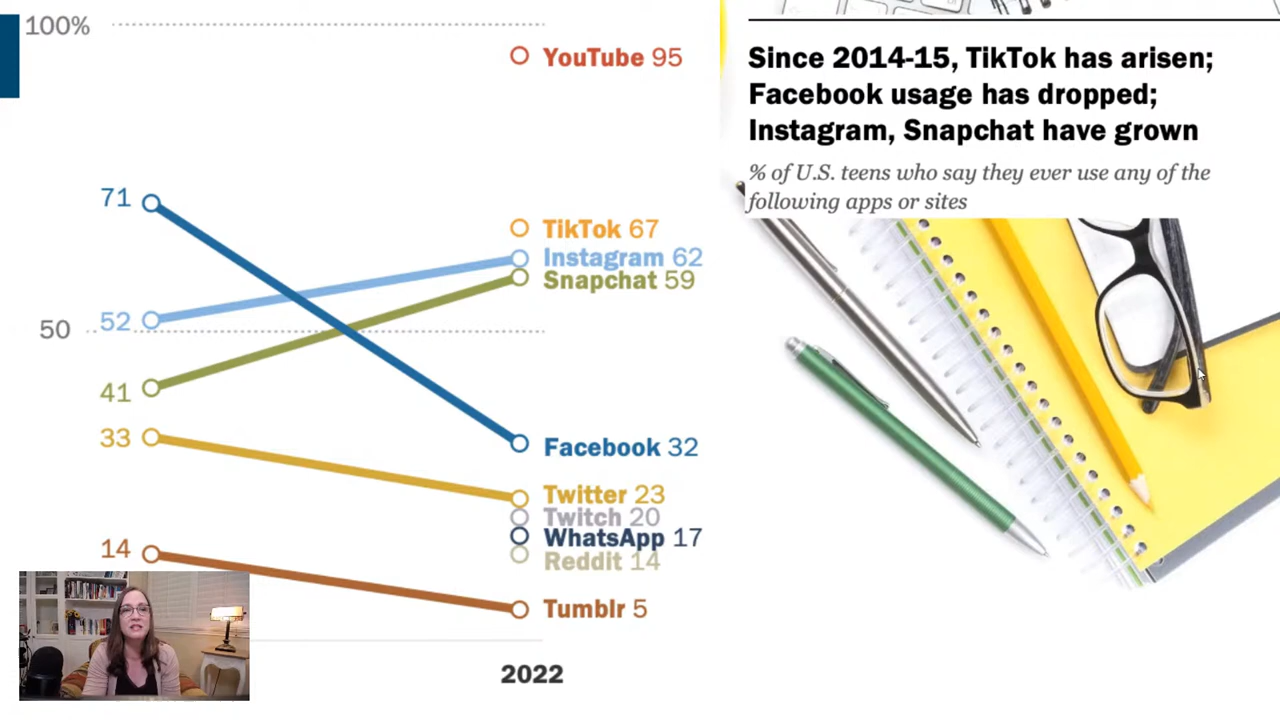 100%
YouTube 95
71
TikTok 67
Instagram 62
52
Snapchat 59
50
41
33
Facebook 32
Twitter 23
Twitch 20
WhatsApp 17
14
Reddit 14
Tumblr 5
2022
Since 2014-15, TikTok has arisen;
Facebook usage has dropped;
Instagram, Snapchat have grown
% of U.S. teens who say they ever use any of the
following apps or sites